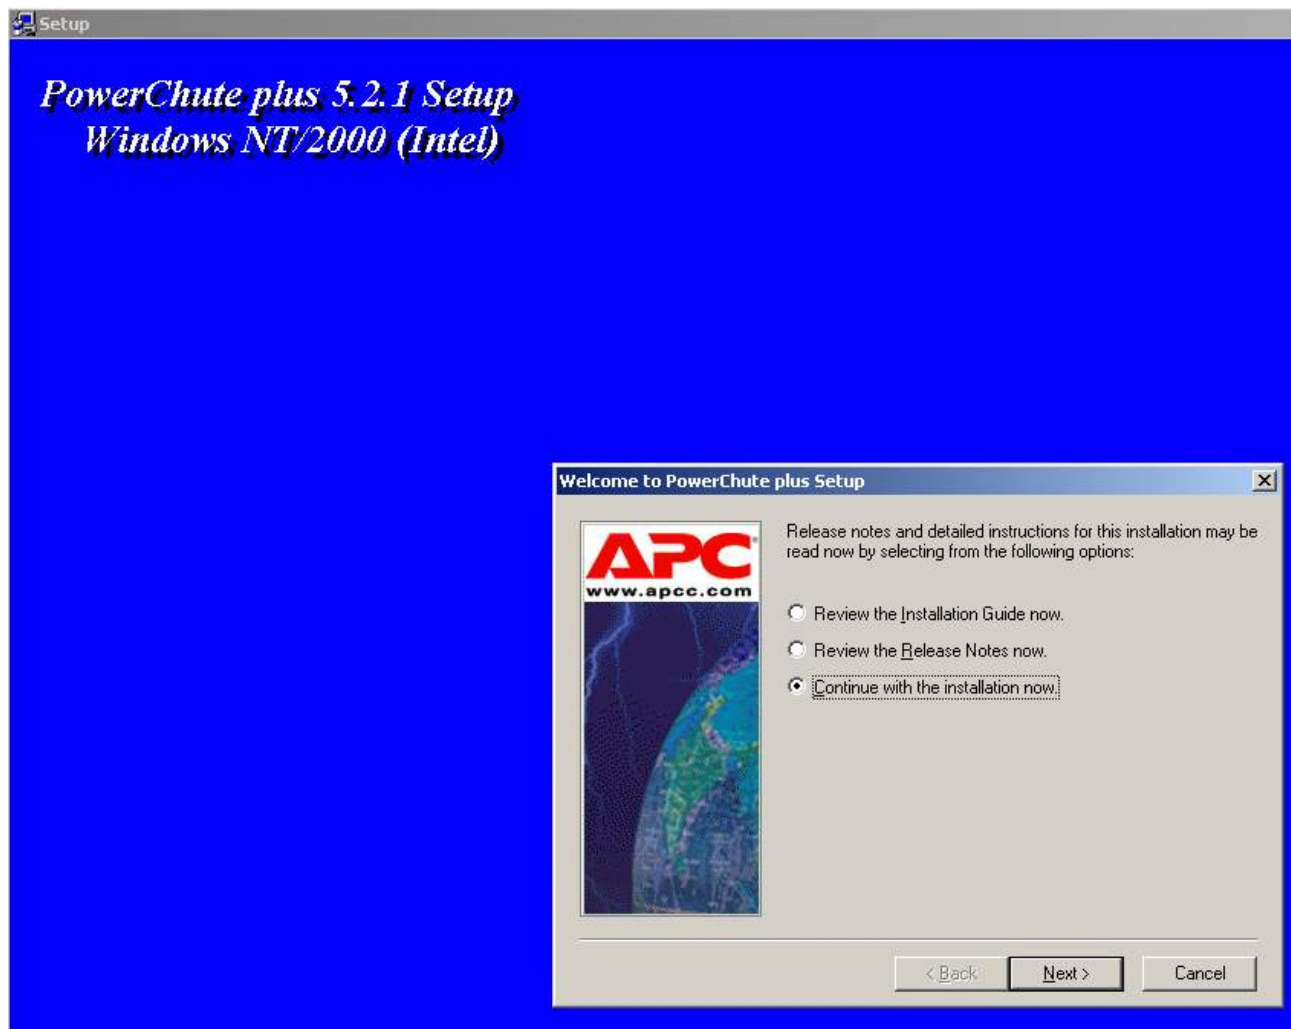 Setup
PowerChute plus 5.2.1 Setup
Windows NT/2000 (Intel)
Welcome to PowerChute plus Setup
APC
www.apcc.com
Release notes and detailed instructions for this installation may be
read now by selecting from the following options:
Review the Installation Guide now.
Review the Release Notes now.
Continue with the installation now.
< Back
Next >
Cancel